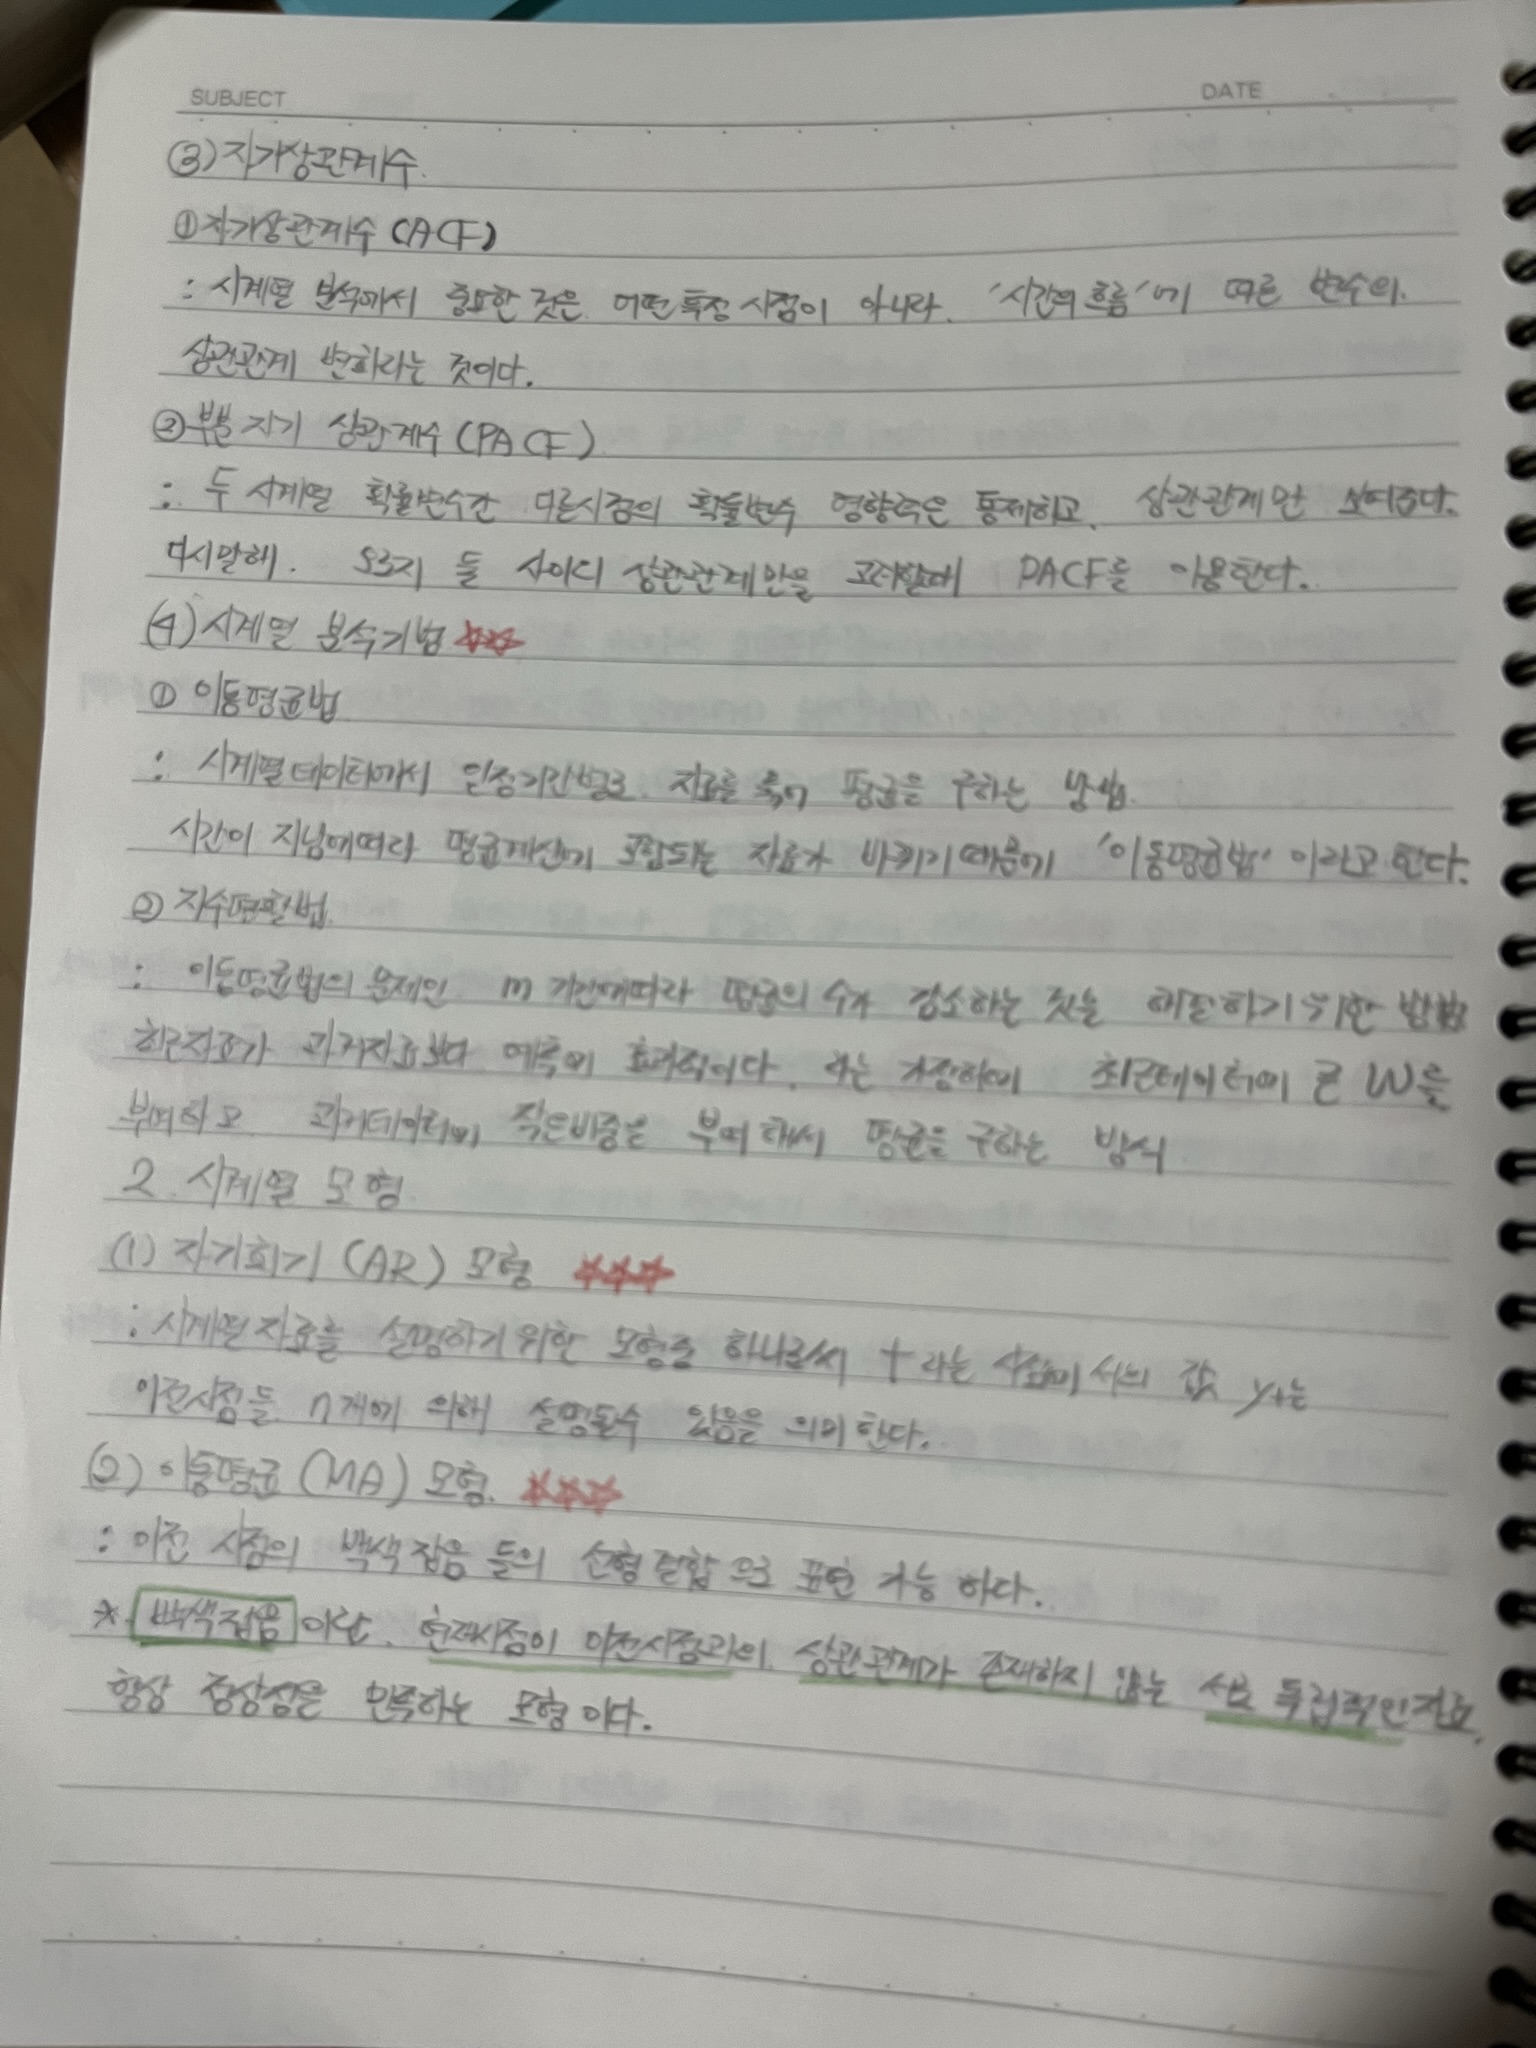 SUBJECT DATE
(3) 자기상관계수.
① 자기상관계수 (ACF)
: 시계열 분석에서 중요한 것은 어떤 특정 시점이 아니라, '시간의 흐름'에 따른 변수의
상관관계 변화라는 것이다.
② 부분 자기 상관계수 (PACF)
: 두 시계열 확률변수간 다른시점의 확률변수 영향력은 통제하고, 상관관계만 보여준다.
다시말해, 오로지 둘 사이의 상관관계만을 고려할때 PACF를 이용한다.
(4) 시계열 분석기법 ☆☆
① 이동평균법
: 시계열데이터에서 일정기간별로 자료를 묶어 평균을 구하는 방법.
시간이 지남에따라 평균계산에 포함되는 자료가 바뀌기때문에 '이동평균법' 이라고 한다.
② 지수평활법.
: 이동평균법의 문제인 m기간에따라 평균의 수가 감소하는 것을 해결하기 위한 방법
최근자료가 과거자료보다 예측에 효과적이다. 라는 가정하에 최근데이터에 큰 W를
부여하고 과거데이터에 작은비중을 부여해서 평균을 구하는 방식
2. 시계열 모형.
(1) 자기회기 (AR) 모형 ☆☆☆
: 시계열자료를 설명하기위한 모형중 하나로써 t라는 시점에서의 값 yt는
이전시점들 n개에 의해 설명될수 있음을 의미한다.
(2) 이동평균 (MA) 모형. ☆☆☆
: 이전 시점의 백색잡음 들의 선형결합으로 표현 가능하다.
* 백색잡음 이란, 현재시점이 이전시점과의 상관관계가 존재하지 않는 서로 독립적인자료,
항상 정상성을 만족하는 모형이다.